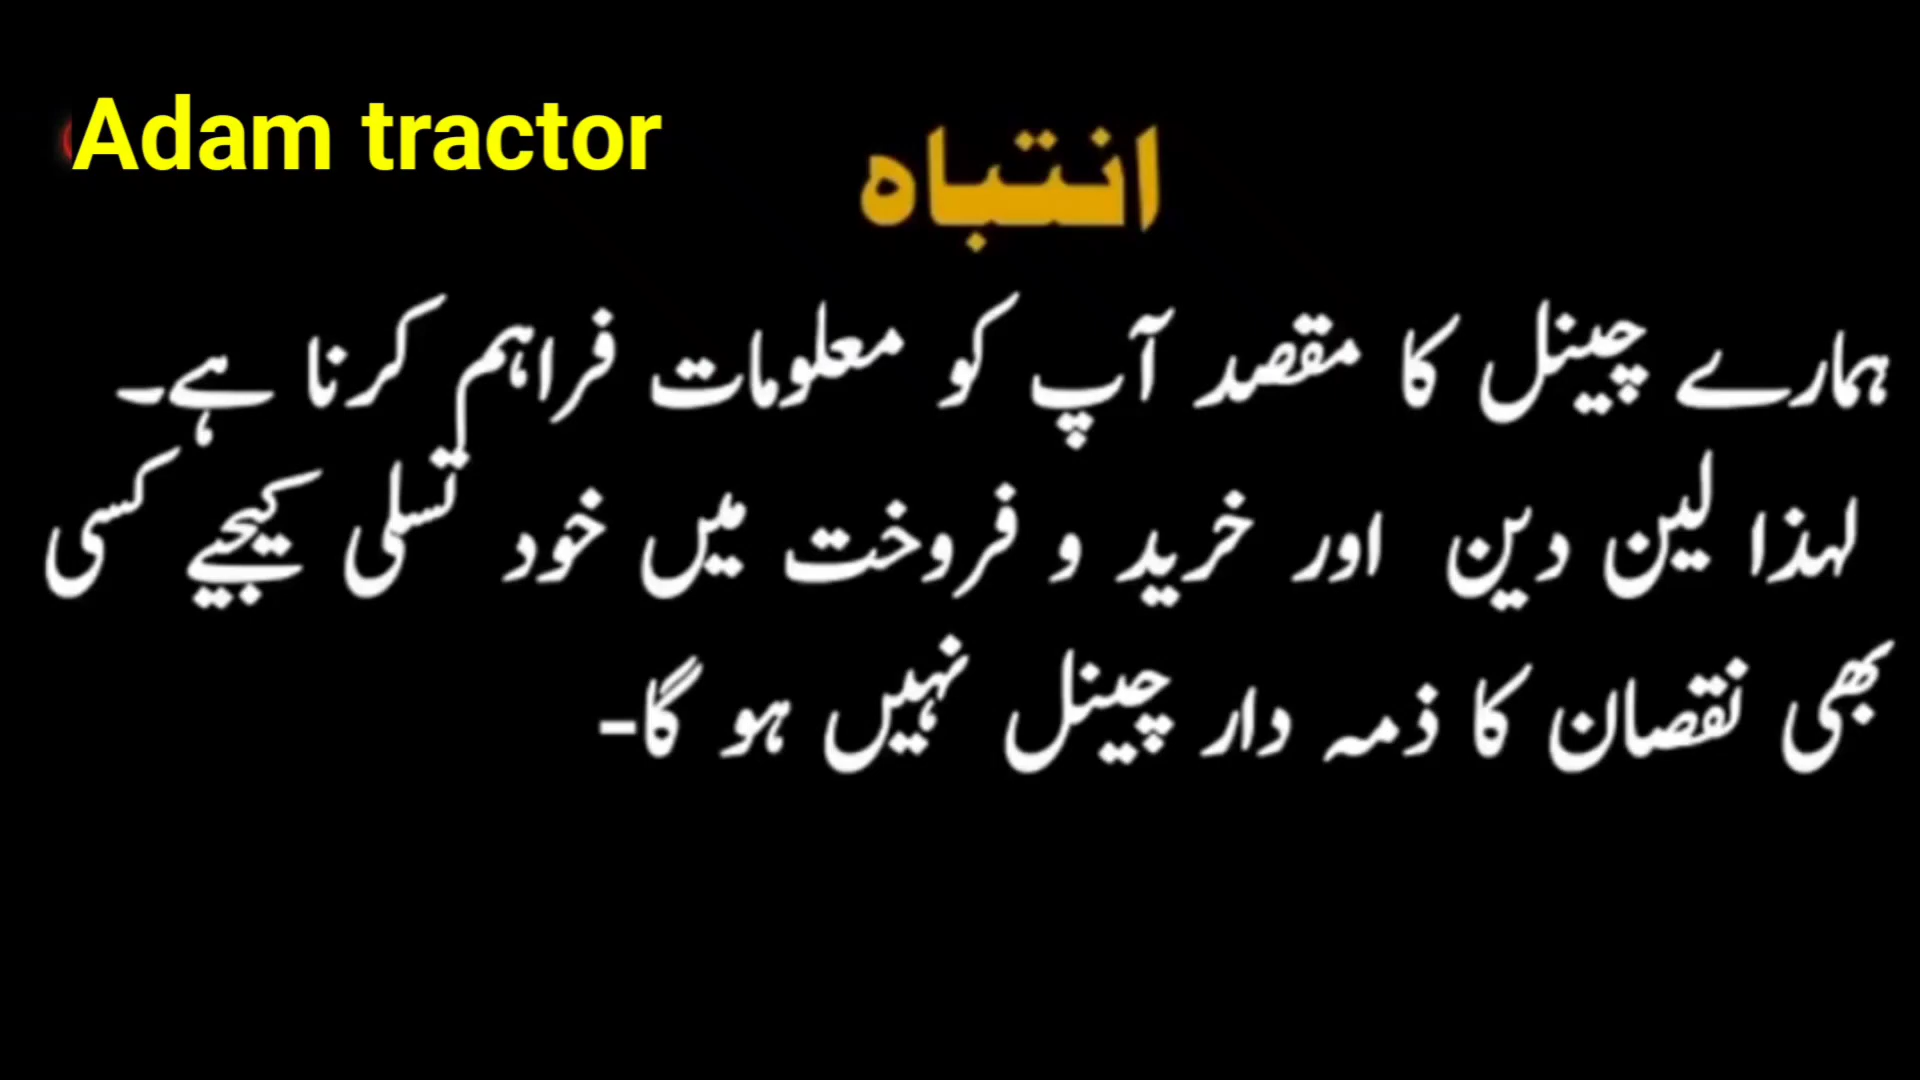 Adam tractor
انتباہ
ہمارے چینل کا مقصد آپ کو معلومات فراہم کرنا ہے۔
لہذا لین دین اور خرید و فروخت میں خود تسلی کیجیے کسی
بھی نقصان کا ذمہ دار چینل نہیں ہو گا-